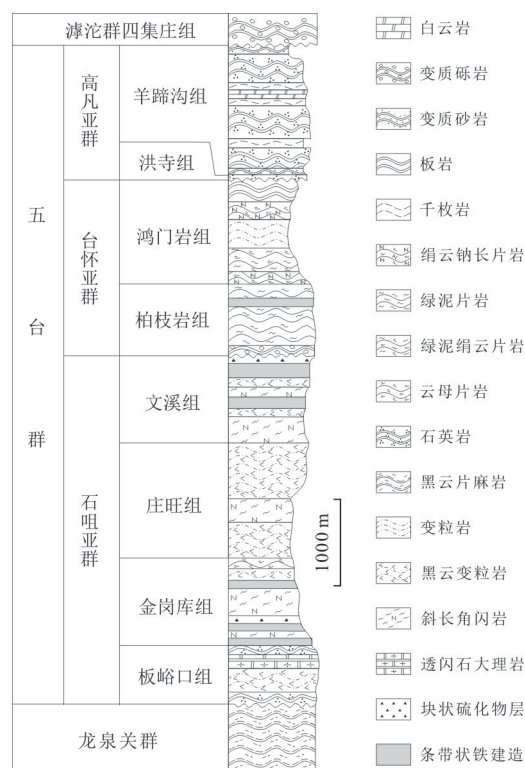 滹沱群四集庄组
五台群
高凡亚群
羊蹄沟组
洪寺组
台怀亚群
鸿门岩组
柏枝岩组
石咀亚群
文溪组
庄旺组
金岗库组
板峪口组
龙泉关群
1000 m
白云岩
变质砾岩
变质砂岩
板岩
千枚岩
绢云钠长片岩
绿泥片岩
绿泥绢云片岩
云母片岩
石英岩
黑云片麻岩
变粒岩
黑云变粒岩
斜长角闪岩
透闪石大理岩
块状硫化物层
条带状铁建造